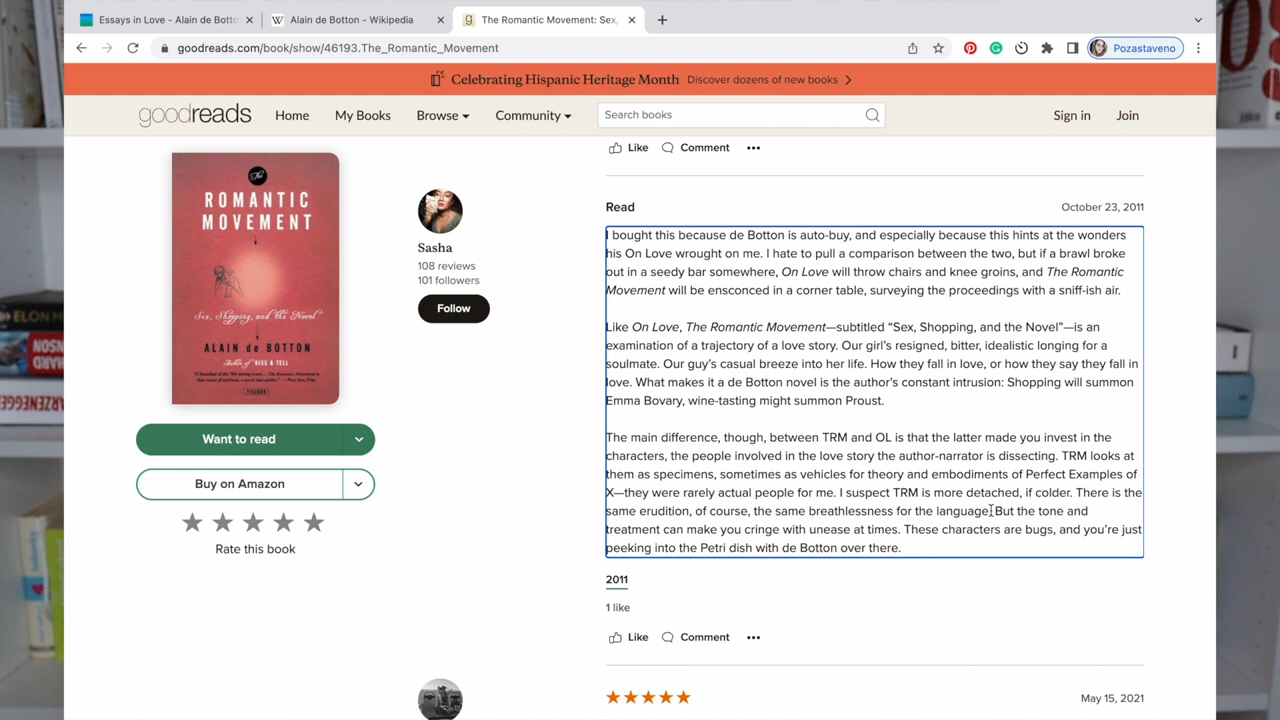 Essays in Love - Alain de Botto
Alain de Botton - Wikipedia
The Romantic Movement: Sex,
goodreads.com/book/show/46193.The_Romantic_Movement
Pozastaveno
Celebrating Hispanic Heritage Month Discover dozens of new books
goodreads
Home
My Books
Browse
Community
Search books
Sign in
Join
The
ROMANTIC
MOVEMENT
Sex, Shopping, and the Novel
ALAIN de BOTTON
Author of KISS & TELL
PICADOR
Want to read
Buy on Amazon
Rate this book
Like
Comment
Sasha
108 reviews
101 followers
Follow
Read
October 23, 2011
I bought this because de Botton is auto-buy, and especially because this hints at the wonders
his On Love wrought on me. I hate to pull a comparison between the two, but if a brawl broke
out in a seedy bar somewhere, On Love will throw chairs and knee groins, and The Romantic
Movement will be ensconced in a corner table, surveying the proceedings with a sniff-ish air.
Like On Love, The Romantic Movement—subtitled “Sex, Shopping, and the Novel”—is an
examination of a trajectory of a love story. Our girl’s resigned, bitter, idealistic longing for a
soulmate. Our guy’s casual breeze into her life. How they fall in love, or how they say they fall in
love. What makes it a de Botton novel is the author’s constant intrusion: Shopping will summon
Emma Bovary, wine-tasting might summon Proust.
The main difference, though, between TRM and OL is that the latter made you invest in the
characters, the people involved in the love story the author-narrator is dissecting. TRM looks at
them as specimens, sometimes as vehicles for theory and embodiments of Perfect Examples of
X—they were rarely actual people for me. I suspect TRM is more detached, if colder. There is the
same erudition, of course, the same breathlessness for the language. But the tone and
treatment can make you cringe with unease at times. These characters are bugs, and you’re just
peeking into the Petri dish with de Botton over there.
2011
1 like
Like
Comment
May 15, 2021
ELON M
NSON
ARD
RZENEGGE